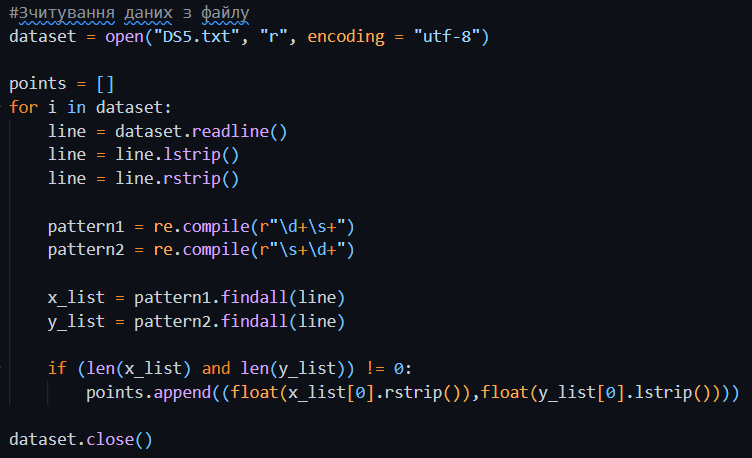 #Зчитування даних з файлу
dataset = open("DS5.txt", "r", encoding = "utf-8")

points = []
for i in dataset:
    line = dataset.readline()
    line = line.lstrip()
    line = line.rstrip()

    pattern1 = re.compile(r"\d+\s+")
    pattern2 = re.compile(r"\s+\d+")

    x_list = pattern1.findall(line)
    y_list = pattern2.findall(line)

    if (len(x_list) and len(y_list)) != 0:
        points.append((float(x_list[0].rstrip()),float(y_list[0].lstrip())))

dataset.close()